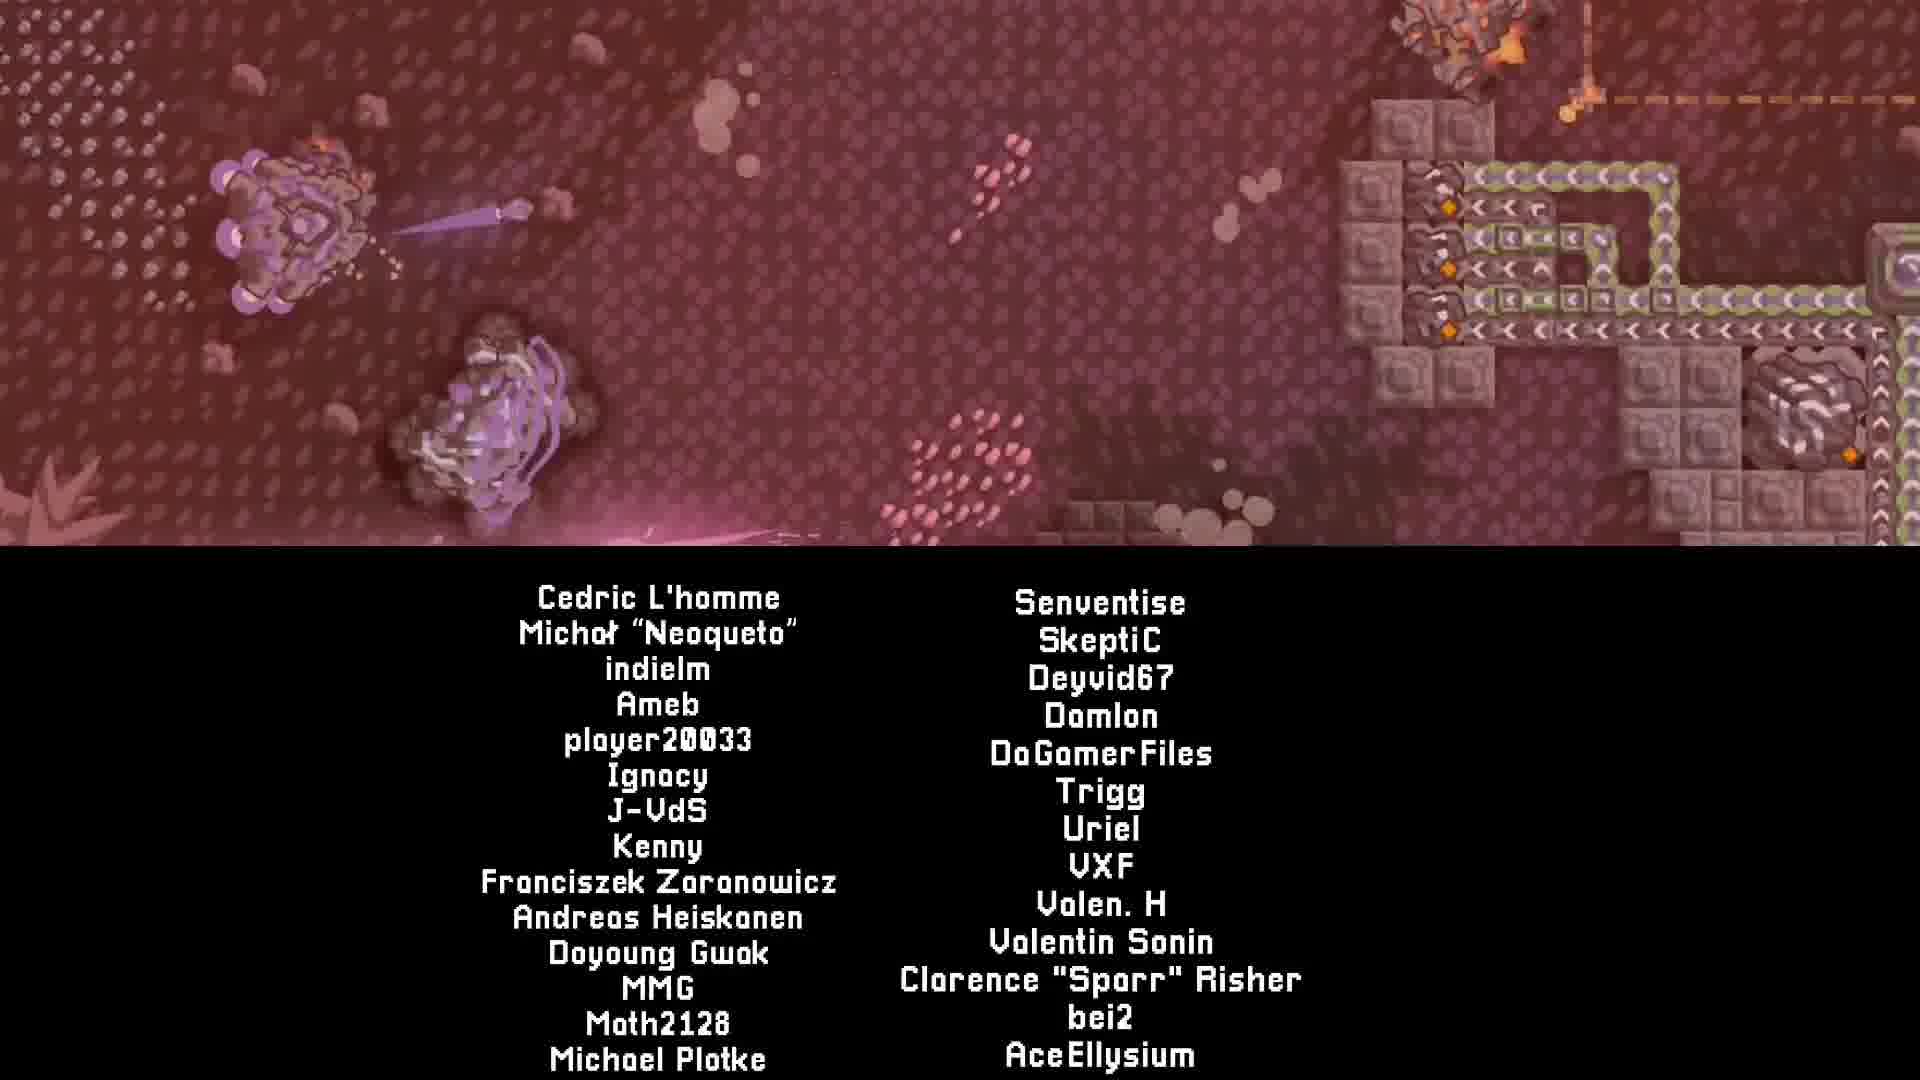 Cedric L'homme
Michał “Neoqueto”
indielm
Ameb
player20033
Ignacy
J-VdS
Kenny
Franciszek Zaranowicz
Andreas Heiskanen
Doyoung Gwak
MMG
Math2128
Michael Plotke
Senventise
SkeptiC
Deyvid67
Damlon
DaGamerFiles
Trigg
Uriel
VXF
Valen. H
Valentin Sonin
Clarence "Sparr" Risher
bei2
AceEllysium